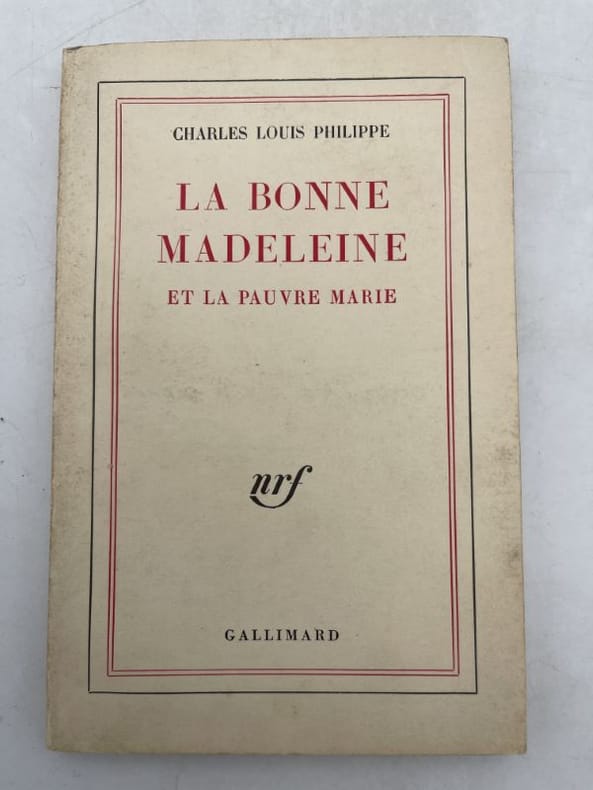 CHARLES LOUIS PHILIPPE
LA BONNE
MADELEINE
ET LA PAUVRE MARIE
nrf
GALLIMARD